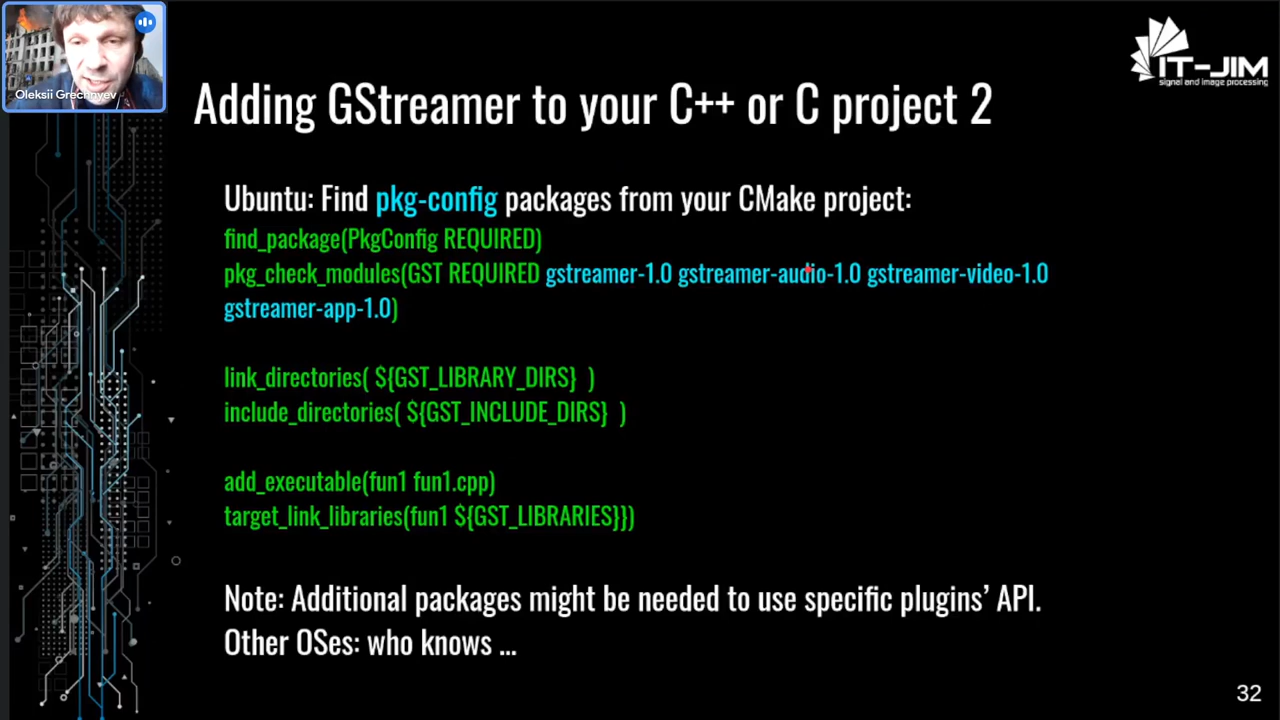 Oleksii Grechnyev
IT-JIM
signal and image processing
Adding GStreamer to your C++ or C project 2
Ubuntu: Find pkg-config packages from your CMake project:
find_package(PkgConfig REQUIRED)
pkg_check_modules(GST REQUIRED gstreamer-1.0 gstreamer-audio-1.0 gstreamer-video-1.0
gstreamer-app-1.0)
link_directories( ${GST_LIBRARY_DIRS} )
include_directories( ${GST_INCLUDE_DIRS} )
add_executable(fun1 fun1.cpp)
target_link_libraries(fun1 ${GST_LIBRARIES}})
Note: Additional packages might be needed to use specific plugins’ API.
Other OSes: who knows ...
32